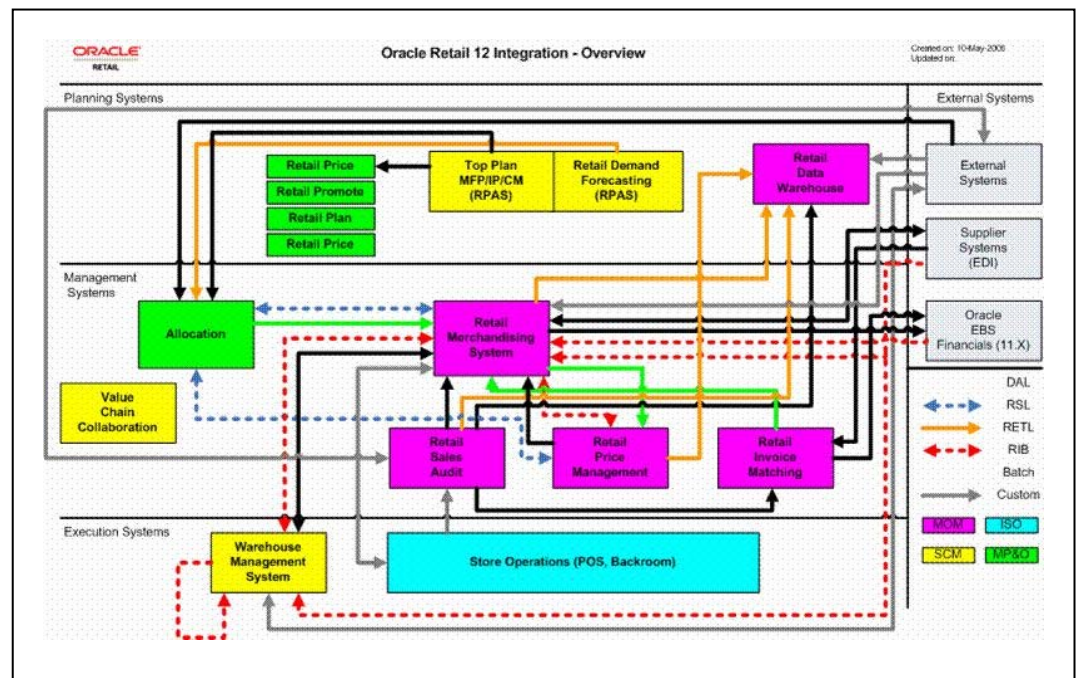 ORACLE
RETAIL
Oracle Retail 12 Integration - Overview
Created on: 10-May-2006
Updated on:
Planning Systems
External Systems
Retail Price
Retail Promote
Retail Plan
Retail Price
Top Plan
MFP/IP/CM
(RPAS)
Retail Demand
Forecasting
(RPAS)
Retail
Data
Warehouse
External
Systems
Supplier
Systems
(EDI)
Management
Systems
Allocation
Retail
Merchandising
System
Oracle
EBS
Financials (11.X)
Value
Chain
Collaboration
Retail
Sales
Audit
Retail
Price
Management
Retail
Invoice
Matching
DAL
RSL
RETL
RIB
Batch
Custom
MOM
ISO
SCM
MP&O
Execution Systems
Warehouse
Management
System
Store Operations (POS, Backroom)